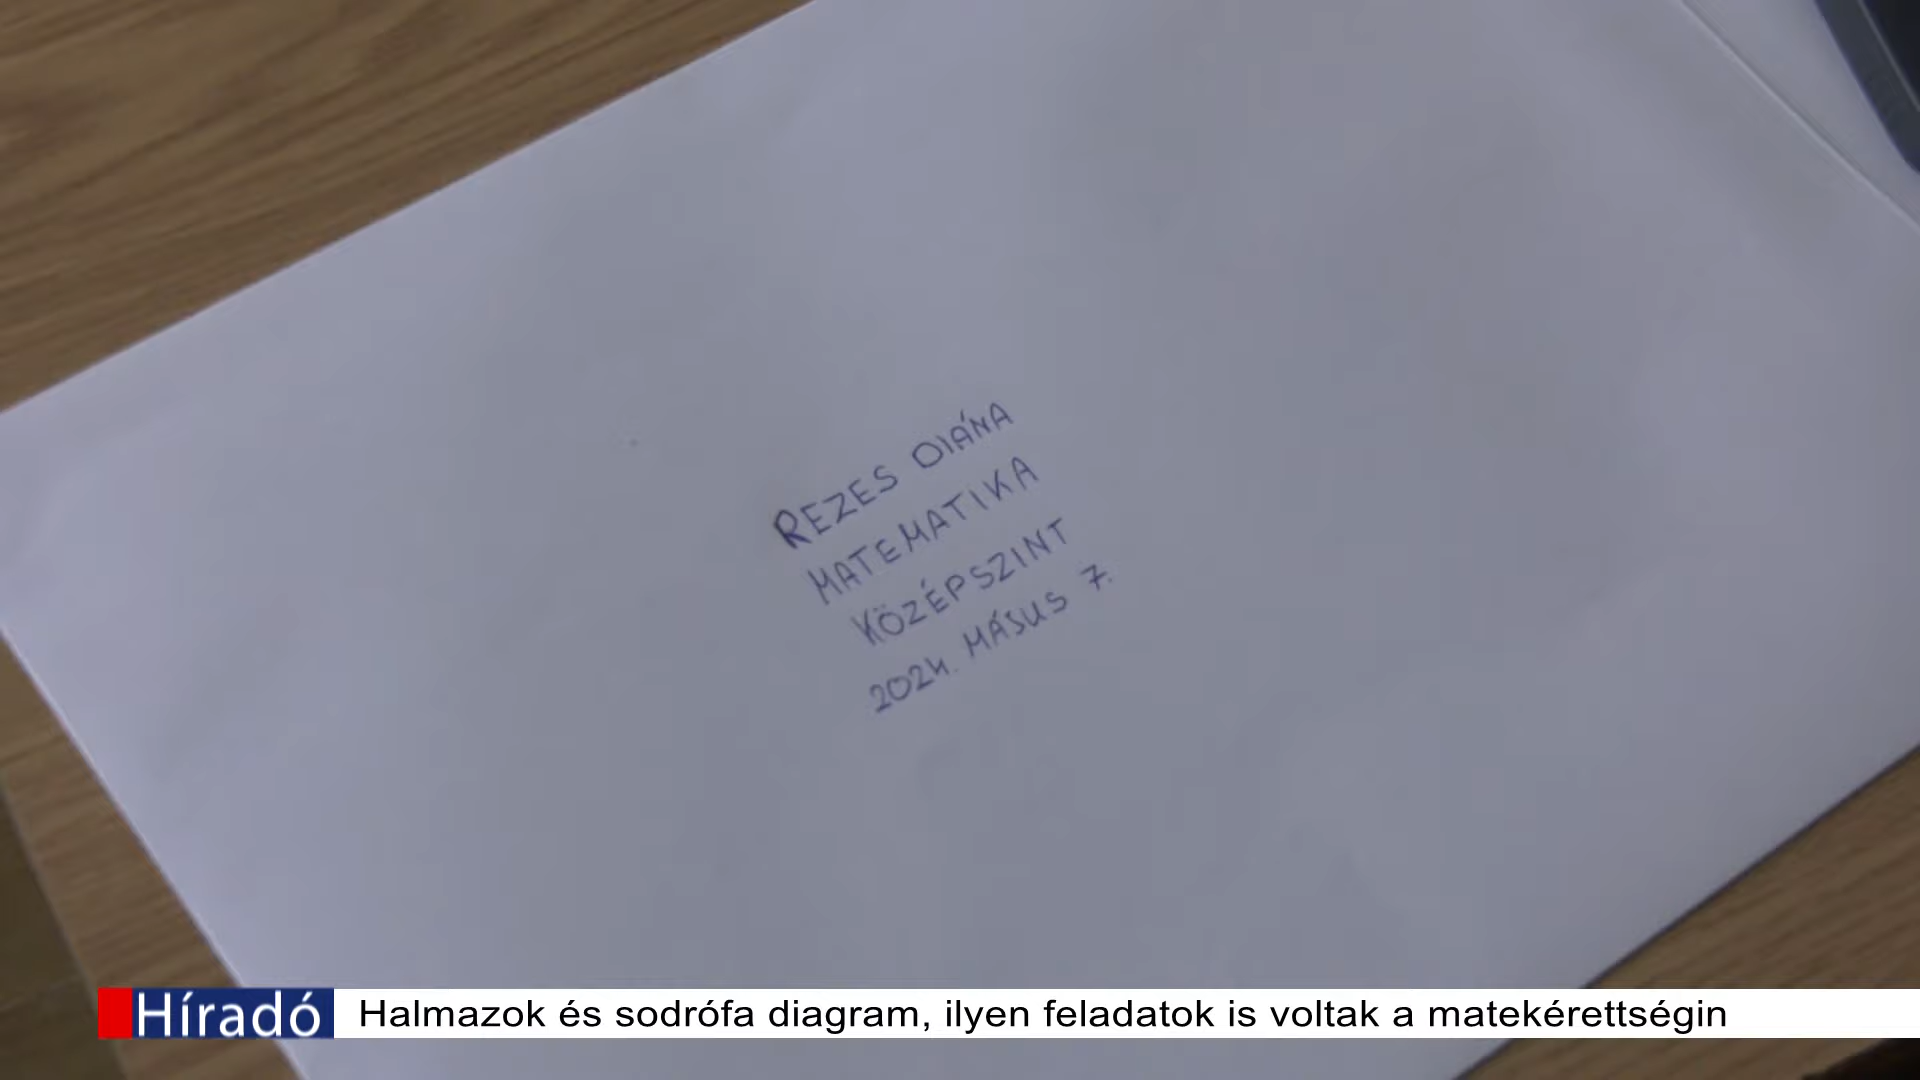 REZES DIÁNA
MATEMATIKA
KÖZÉPSZINT
2024. MÁJUS 7.
Híradó
Halmazok és sodrófa diagram, ilyen feladatok is voltak a matekérettségin